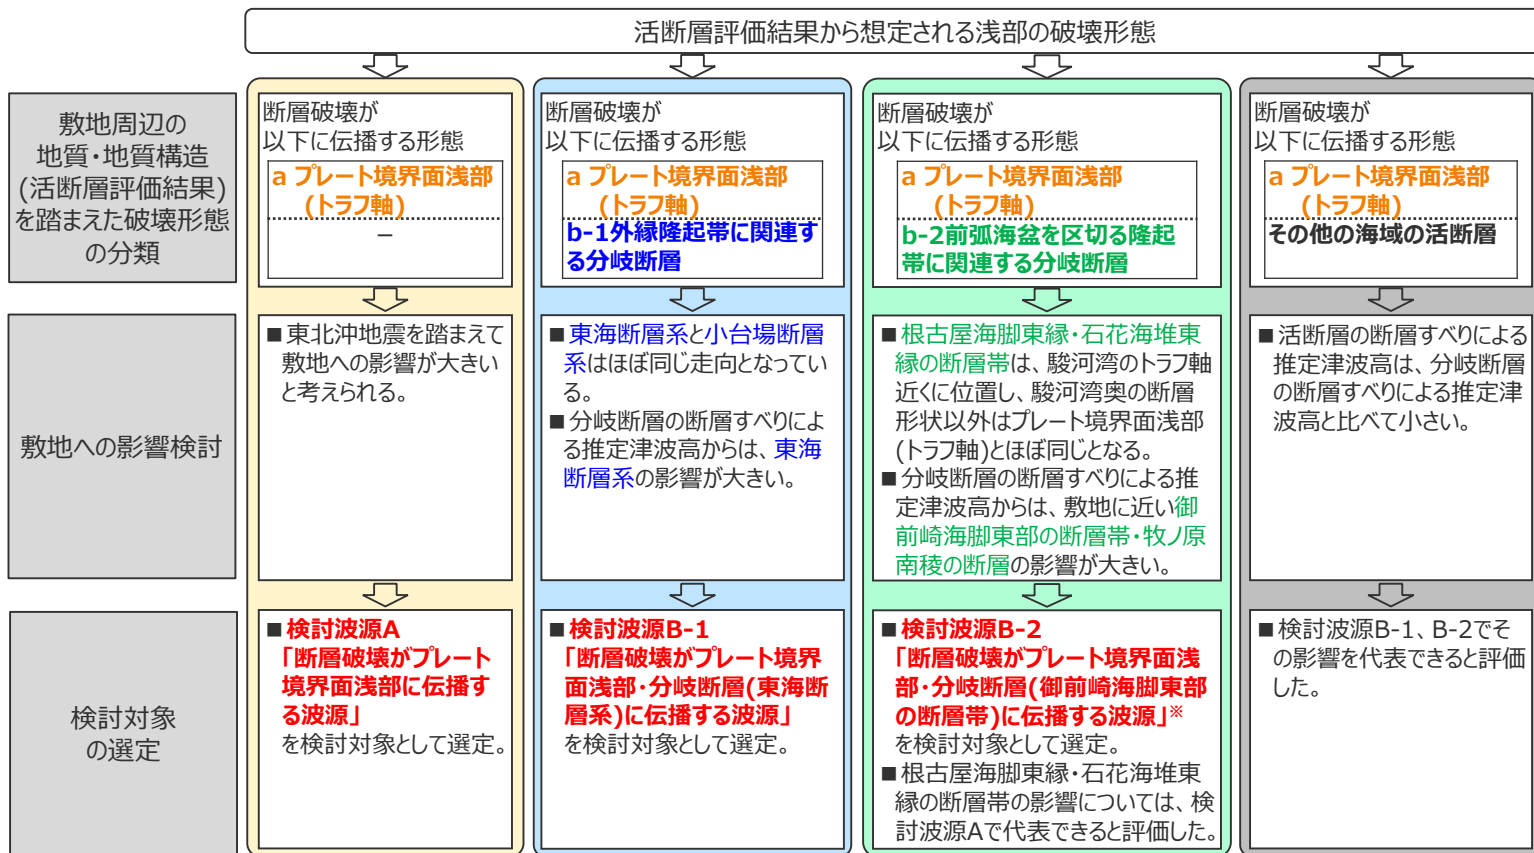 活断層評価結果から想定される浅部の破壊形態
敷地周辺の
地質・地質構造
(活断層評価結果)
を踏まえた破壊形態
の分類
断層破壊が
以下に伝播する形態
a プレート境界面浅部
(トラフ軸)
－
断層破壊が
以下に伝播する形態
a プレート境界面浅部
(トラフ軸)
b-1外縁隆起帯に関連す
る分岐断層
断層破壊が
以下に伝播する形態
a プレート境界面浅部
(トラフ軸)
b-2前弧海盆を区切る隆起
帯に関連する分岐断層
断層破壊が
以下に伝播する形態
a プレート境界面浅部
(トラフ軸)
その他の海域の活断層
敷地への影響検討
■東北沖地震を踏まえて
敷地への影響が大きい
と考えられる。
■東海断層系と小台場断層
系はほぼ同じ走向となってい
る。
■分岐断層の断層すべりによ
る推定津波高からは、東海
断層系の影響が大きい。
■根古屋海脚東縁・石花海堆東
縁の断層帯は、駿河湾のトラフ軸
近くに位置し、駿河湾奥の断層
形状以外はプレート境界面浅部
(トラフ軸)とほぼ同じとなる。
■分岐断層の断層すべりによる推
定津波高からは、敷地に近い御
前崎海脚東部の断層帯・牧ノ原
南稜の断層の影響が大きい。
■活断層の断層すべりによる
推定津波高は、分岐断層
の断層すべりによる推定津
波高と比べて小さい。
検討対象
の選定
■検討波源A
「断層破壊がプレート
境界面浅部に伝播す
る波源」
を検討対象として選定。
■検討波源B-1
「断層破壊がプレート境界
面浅部・分岐断層(東海断
層系)に伝播する波源」
を検討対象として選定。
■検討波源B-2
「断層破壊がプレート境界面浅
部・分岐断層(御前崎海脚東部
の断層帯)に伝播する波源」※
を検討対象として選定。
■根古屋海脚東縁・石花海堆東
縁の断層帯の影響については、検
討波源Aで代表できると評価した。
■検討波源B-1、B-2でそ
の影響を代表できると評価
した。